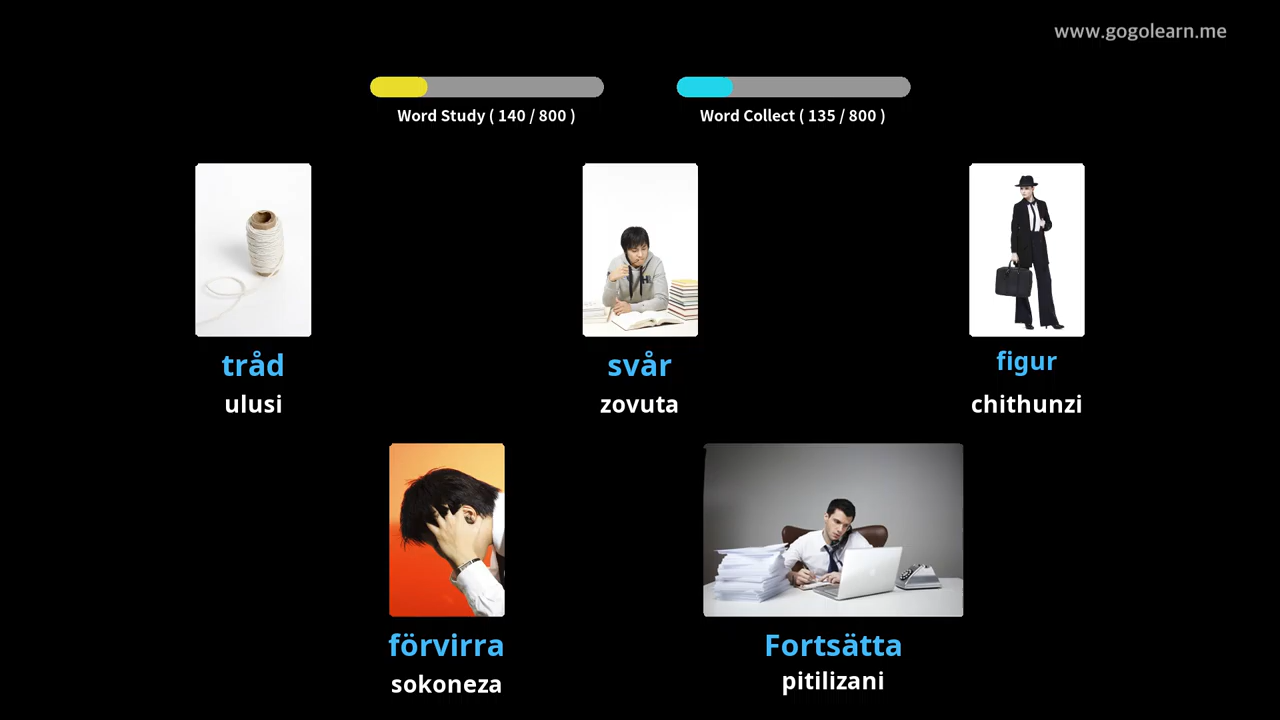 www.gogolearn.me
Word Study ( 140 / 800 )
Word Collect ( 135 / 800 )
tråd
svår
figur
ulusi
zovuta
chithunzi
förvirra
Fortsätta
sokoneza
pitilizani